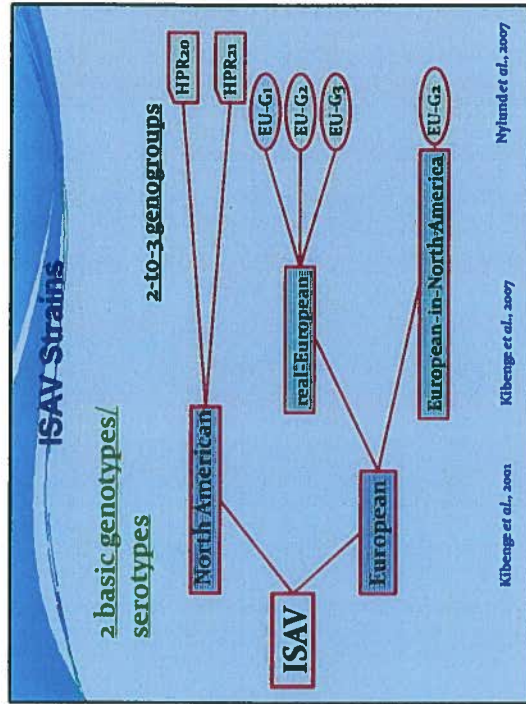 ISAV Strains
2 basic genotypes/
serotypes
2-to-3 genogroups
ISAV
North American
European
HPR20
HPR21
real-European
EU-G1
EU-G2
EU-G3
European-in-North America
EU-G2
Kibenge et al., 2001
Kibenge et al., 2007
Nylund et al., 2007